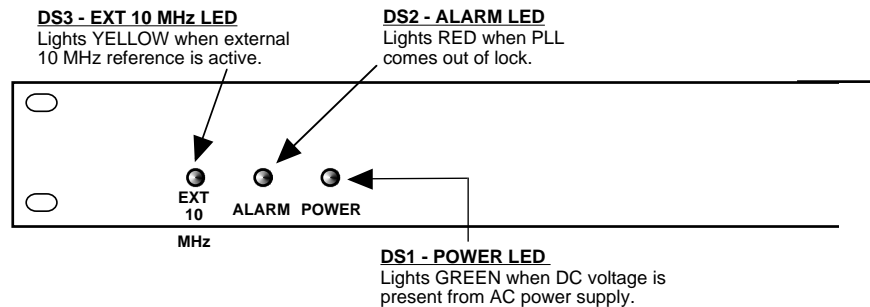 DS3 - EXT 10 MHz LED
Lights YELLOW when external
10 MHz reference is active.
DS2 - ALARM LED
Lights RED when PLL
comes out of lock.
EXT
10
MHz
ALARM
POWER
DS1 - POWER LED
Lights GREEN when DC voltage is
present from AC power supply.